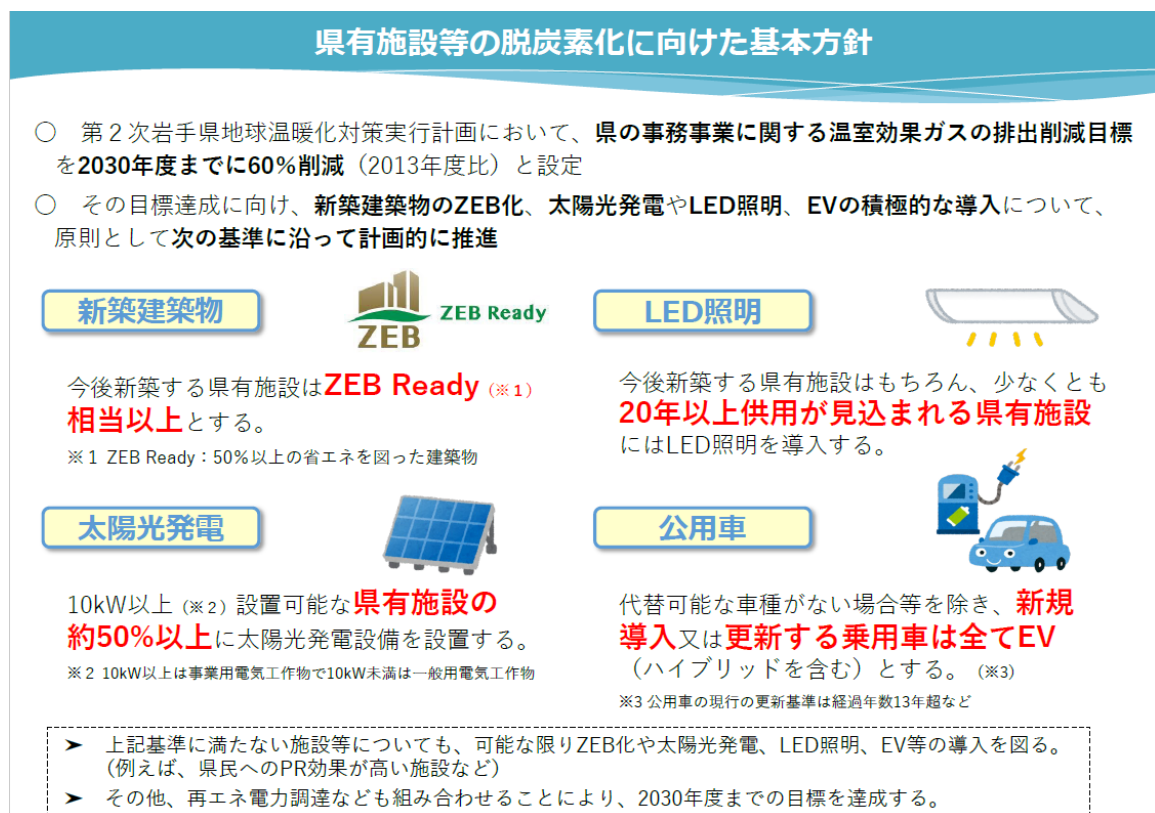 県有施設等の脱炭素化に向けた基本方針
○ 第２次岩手県地球温暖化対策実行計画において、県の事務事業に関する温室効果ガスの排出削減目標
を2030年度までに60%削減（2013年度比）と設定
○ その目標達成に向け、新築建築物のZEB化、太陽光発電やLED照明、EVの積極的な導入について、
原則として次の基準に沿って計画的に推進
新築建築物
ZEB
ZEB Ready
今後新築する県有施設はZEB Ready（※１）
相当以上とする。
※１ ZEB Ready：50%以上の省エネを図った建築物
LED照明
今後新築する県有施設はもちろん、少なくとも
20年以上供用が見込まれる県有施設
にはLED照明を導入する。
太陽光発電
10kW以上（※２）設置可能な県有施設の
約50%以上に太陽光発電設備を設置する。
※２ 10kW以上は事業用電気工作物で10kW未満は一般用電気工作物
公用車
代替可能な車種がない場合等を除き、新規
導入又は更新する乗用車は全てEV
（ハイブリッドを含む）とする。（※3）
※3 公用車の現行の更新基準は経過年数13年超など
➤ 上記基準に満たない施設等についても、可能な限りZEB化や太陽光発電、LED照明、EV等の導入を図る。
（例えば、県民へのPR効果が高い施設など）
➤ その他、再エネ電力調達なども組み合わせることにより、2030年度までの目標を達成する。